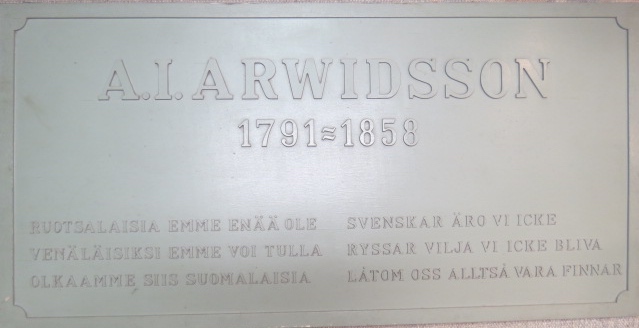 A.I. ARWIDSSON
1791≈1858
RUOTSALAISIA EMME ENÄÄ OLE
VENÄLÄISIKSI EMME VOI TULLA
OLKAAMME SIIS SUOMALAISIA
SVENSKAR ÄRO VI ICKE
RYSSAR VILJA VI ICKE BLIVA
LÅTOM OSS ALLTSÅ VARA FINNAR